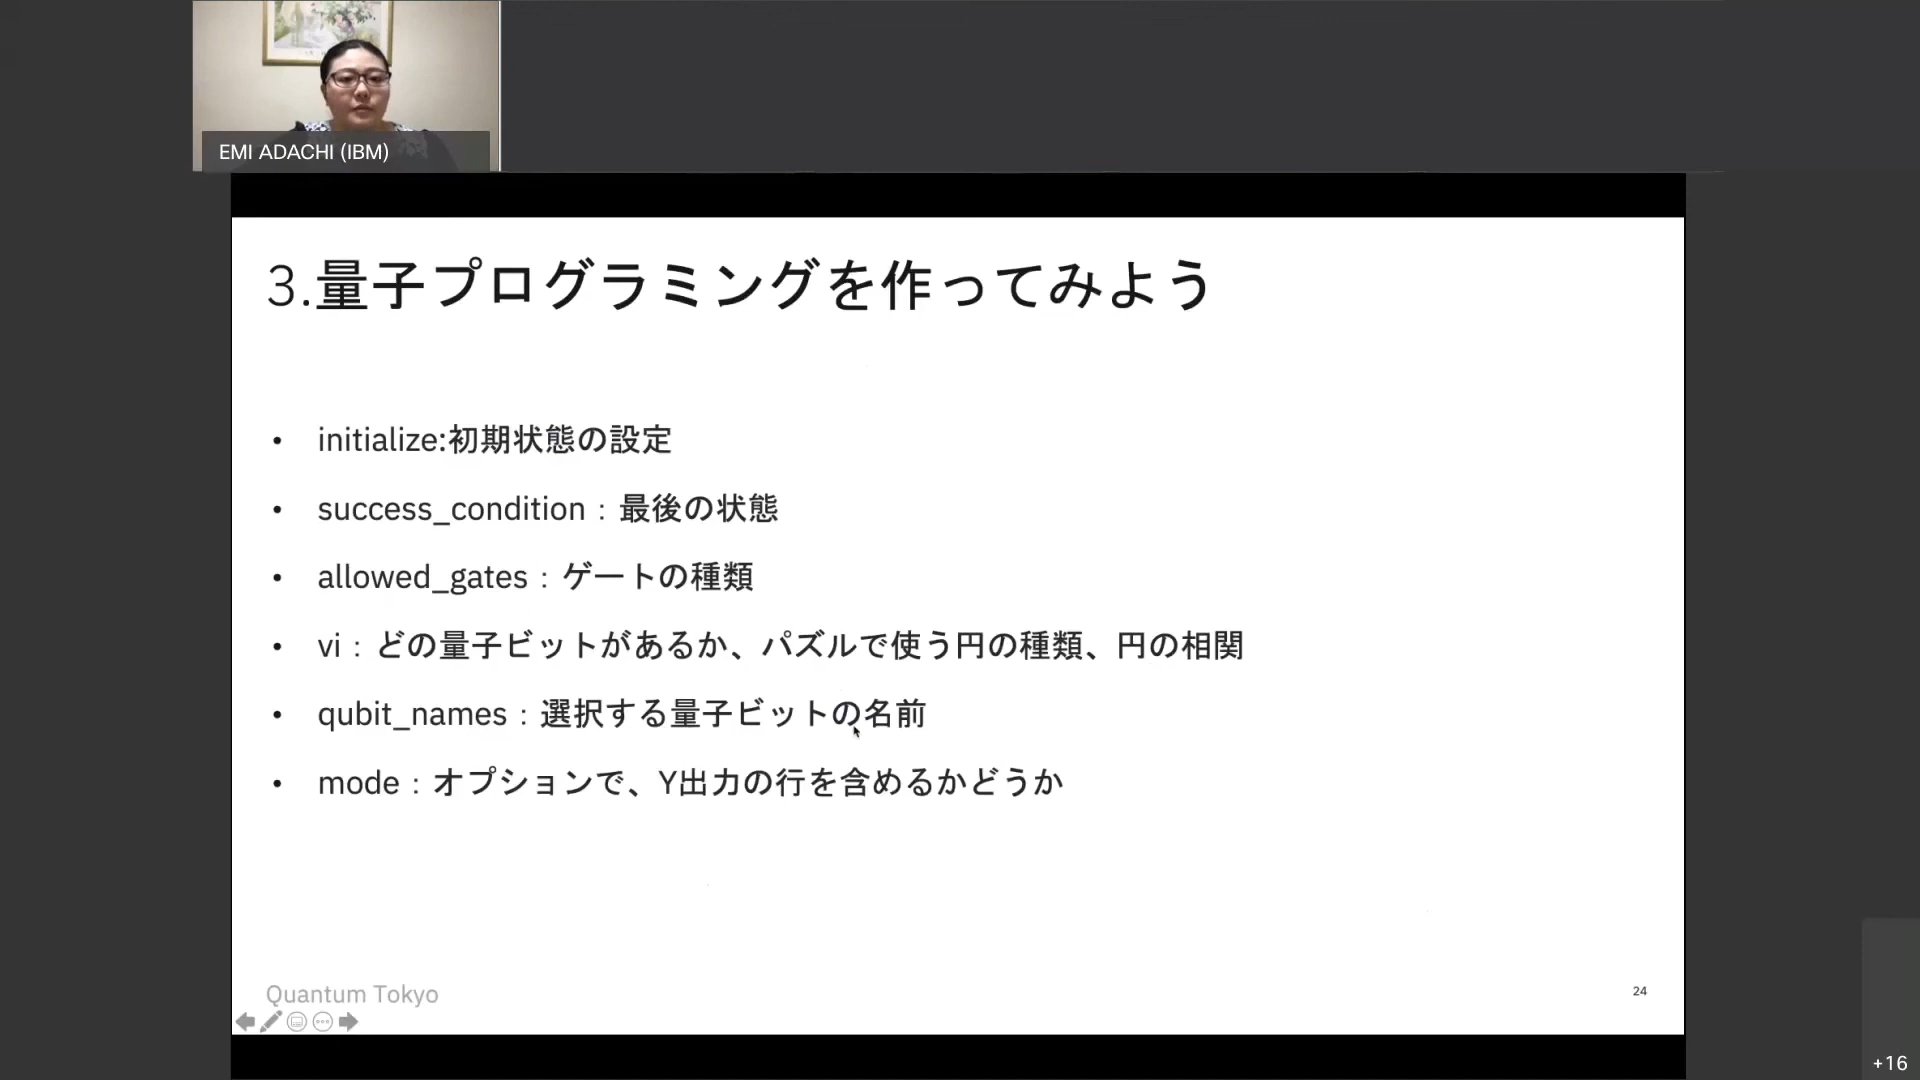 EMI ADACHI (IBM)
3.量子プログラミングを作ってみよう
• initialize:初期状態の設定
• success_condition：最後の状態
• allowed_gates：ゲートの種類
• vi：どの量子ビットがあるか、パズルで使う円の種類、円の相関
• qubit_names：選択する量子ビットの名前
• mode：オプションで、Y出力の行を含めるかどうか
Quantum Tokyo
24
+16